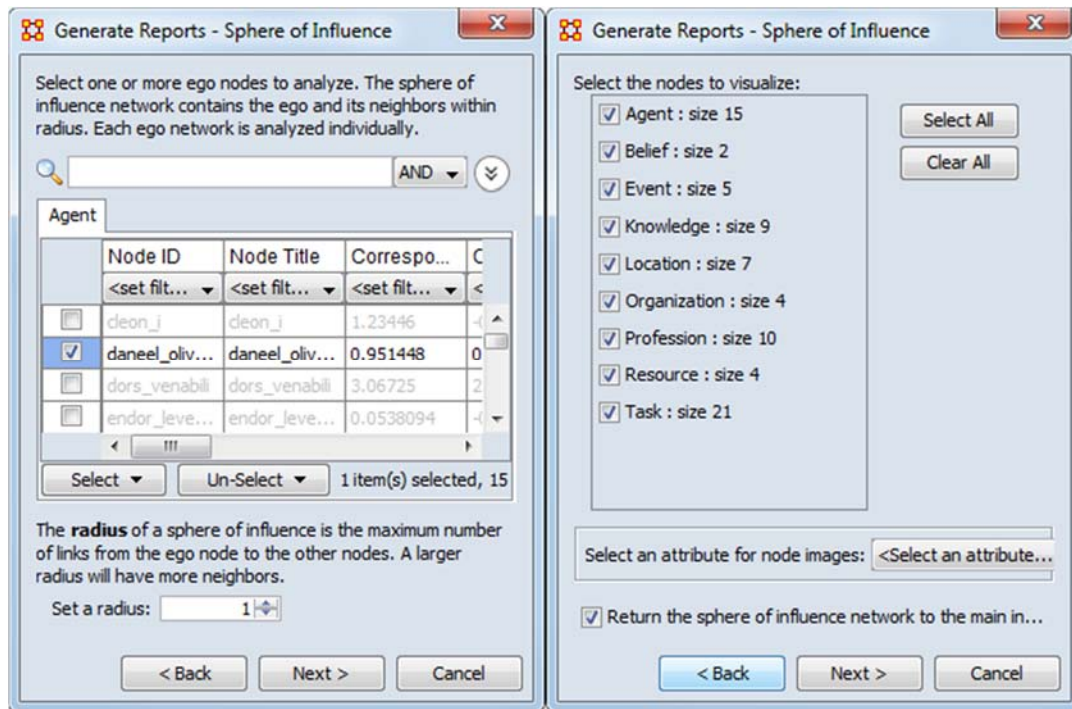 Generate Reports - Sphere of Influence
Select one or more ego nodes to analyze. The sphere of
influence network contains the ego and its neighbors within
radius. Each ego network is analyzed individually.
AND
Agent
Node ID Node Title Correspo... C
<set filt... <set filt... <set filt... <
cleon_i cleon_i 1.23446 -0
daneel_oliv... daneel_oliv... 0.951448 0
dors_venabili dors_venabili 3.06725 2
endor_leve... endor_leve... 0.0538094 -0
Select Un-Select 1 item(s) selected, 15
The radius of a sphere of influence is the maximum number
of links from the ego node to the other nodes. A larger
radius will have more neighbors.
Set a radius: 1
< Back Next > Cancel
Generate Reports - Sphere of Influence
Select the nodes to visualize:
Agent : size 15
Belief : size 2
Event : size 5
Knowledge : size 9
Location : size 7
Organization : size 4
Profession : size 10
Resource : size 4
Task : size 21
Select All
Clear All
Select an attribute for node images: <Select an attribute...
Return the sphere of influence network to the main in...
< Back Next > Cancel